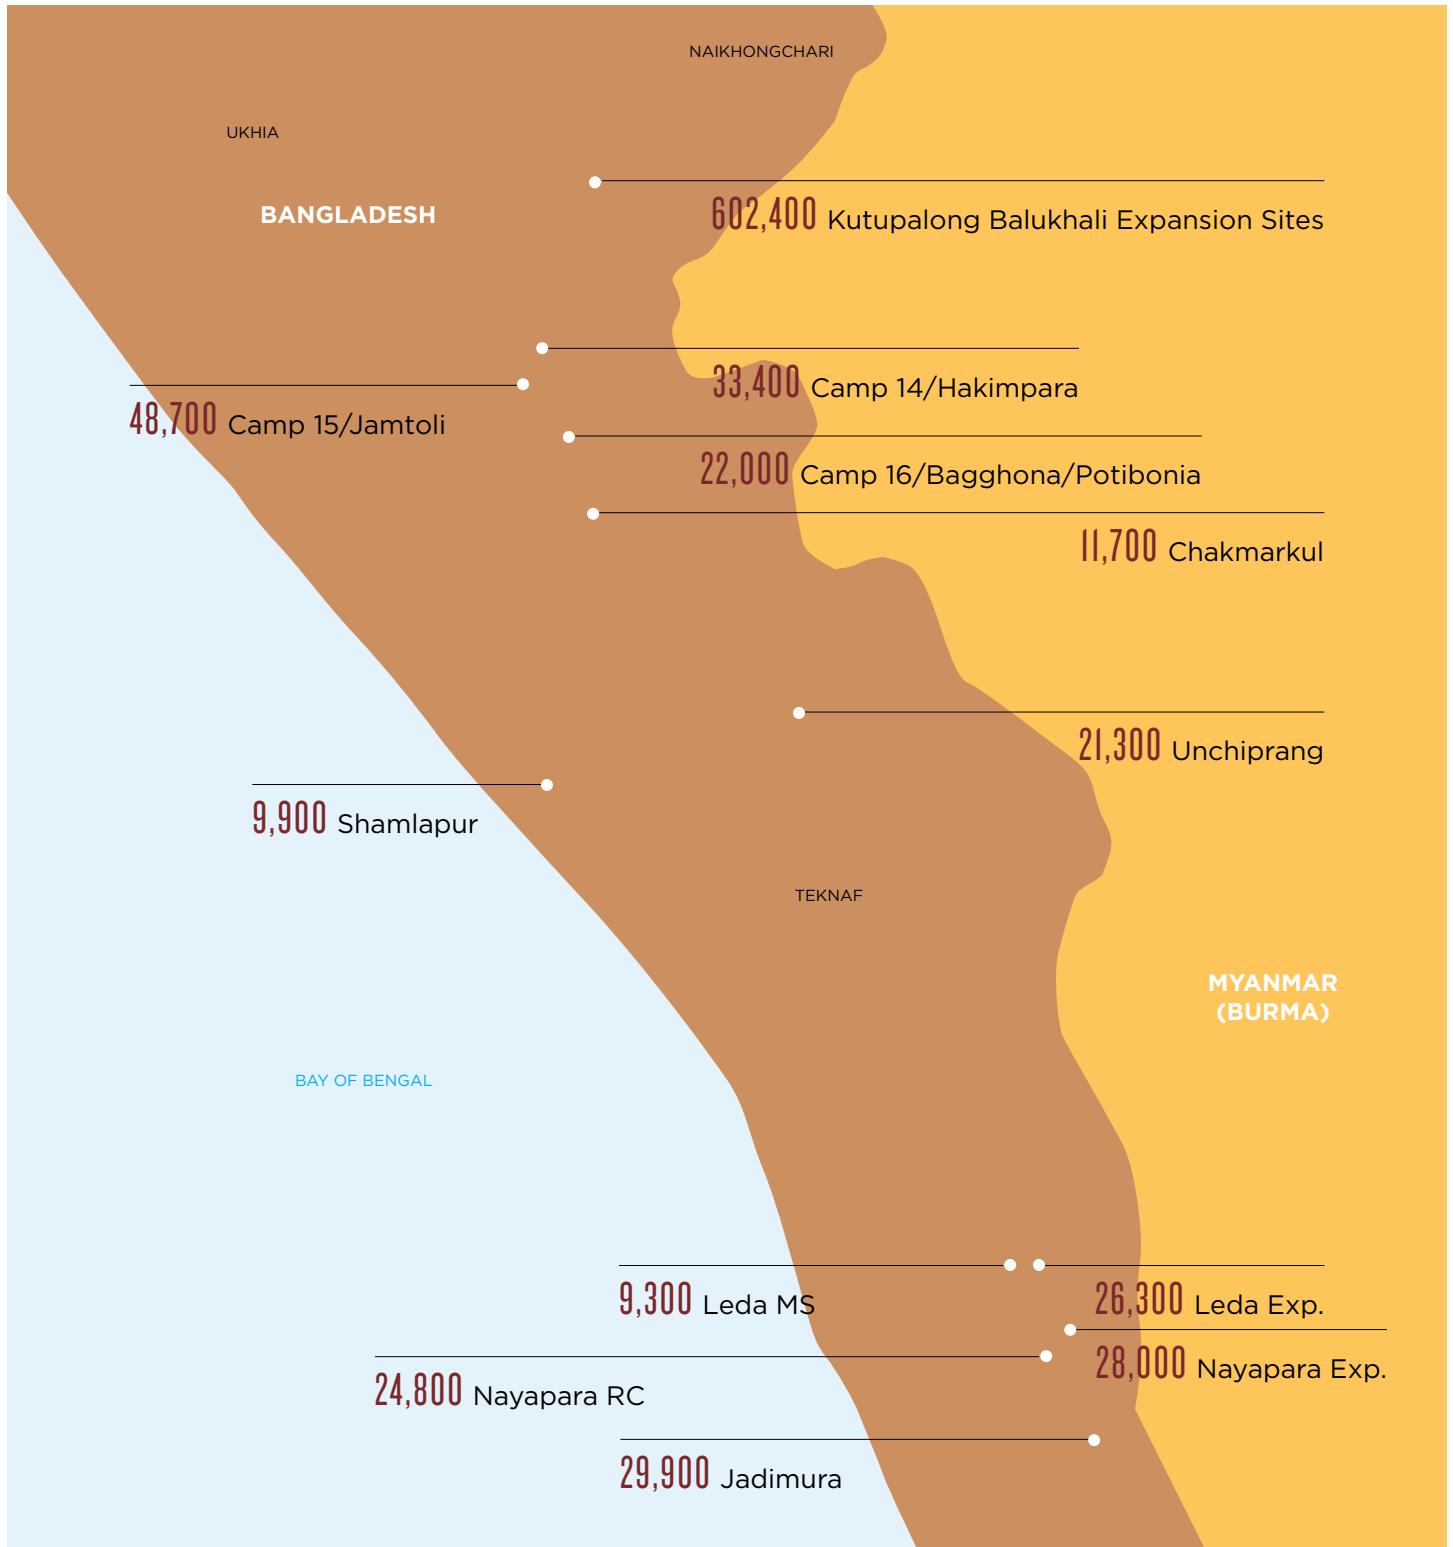 NAIKHONGCHARI
UKHIA
BANGLADESH
602,400 Kutupalong Balukhali Expansion Sites
33,400 Camp 14/Hakimpara
48,700 Camp 15/Jamtoli
22,000 Camp 16/Bagghona/Potibonia
11,700 Chakmarkul
21,300 Unchiprang
9,900 Shamlapur
TEKNAF
MYANMAR
(BURMA)
BAY OF BENGAL
9,300 Leda MS
26,300 Leda Exp.
28,000 Nayapara Exp.
24,800 Nayapara RC
29,900 Jadimura